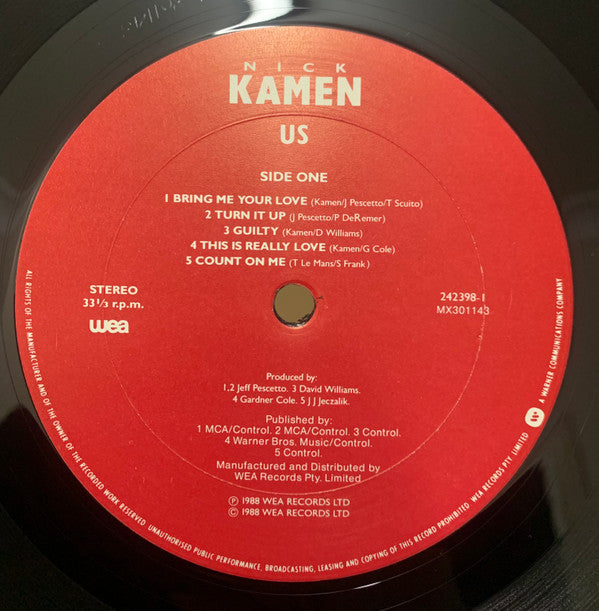 NICK
KAMEN
US
SIDE ONE
1 BRING ME YOUR LOVE (Kamen/J Pescetto/T Scuito)
2 TURN IT UP (J Pescetto/P DeRemer)
3 GUILTY (Kamen/D Williams)
4 THIS IS REALLY LOVE (Kamen/G Cole)
5 COUNT ON ME (T Le Mans/S Frank)
STEREO
33⅓ r.p.m.
wea
242398-1
MX301143
Produced by:
1,2 Jeff Pescetto. 3 David Williams.
4 Gardner Cole. 5 J J Jeczalik.
Published by:
1 MCA/Control. 2 MCA/Control. 3 Control.
4 Warner Bros. Music/Control.
5 Control.
Manufactured and Distributed by
WEA Records Pty. Limited
Ⓟ 1988 WEA RECORDS LTD
© 1988 WEA RECORDS LTD
ALL RIGHTS OF THE MANUFACTURER AND OF THE OWNER OF THE RECORDED WORK RESERVED UNAUTHORISED PUBLIC PERFORMANCE, BROADCASTING, LEASING AND COPYING OF THIS RECORD PROHIBITED WEA RECORDS PTY. LIMITED A WARNER COMMUNICATIONS COMPANY